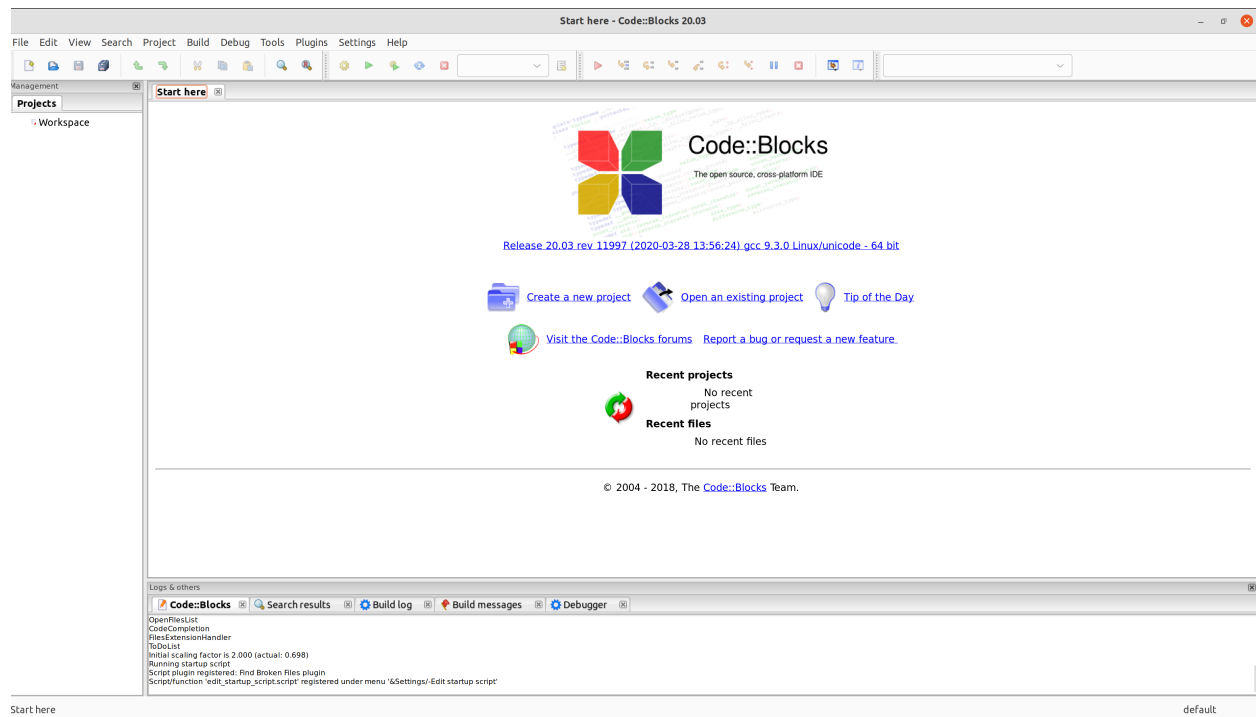 Start here - Code::Blocks 20.03
File Edit View Search Project Build Debug Tools Plugins Settings Help
Management
Projects
Workspace
Start here
Code::Blocks
The open source, cross-platform IDE
Release 20.03 rev 11997 (2020-03-28 13:56:24) gcc 9.3.0 Linux/unicode - 64 bit
Create a new project Open an existing project Tip of the Day
Visit the Code::Blocks forums Report a bug or request a new feature
Recent projects
No recent
projects
Recent files
No recent files
© 2004 - 2018, The Code::Blocks Team.
Logs & others
Code::Blocks Search results Build log Build messages Debugger
OpenFilesList
CodeCompletion
FilesExtensionHandler
ToDoList
Initial scaling factor is 2.000 (actual: 0.698)
Running startup script
Script plugin registered: Find Broken Files plugin
Script/function 'edit_startup_script.script' registered under menu '&Settings/-Edit startup script'
Start here default